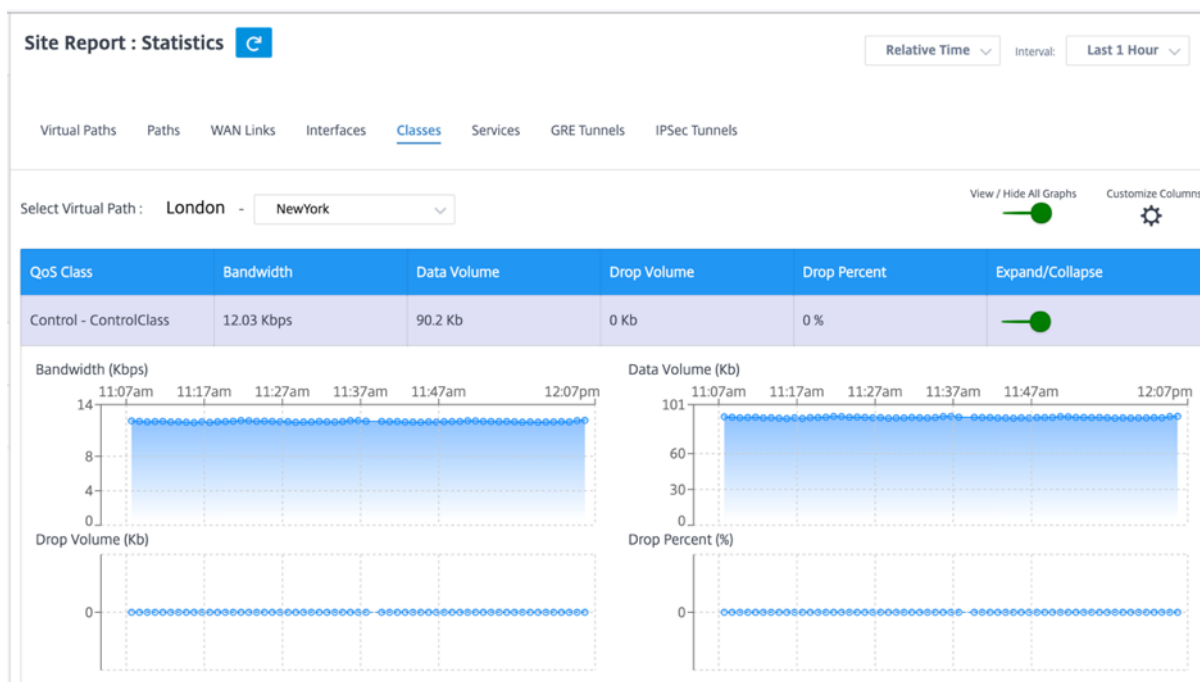 Site Report : Statistics
Relative Time Interval: Last 1 Hour
Virtual Paths Paths WAN Links Interfaces Classes Services GRE Tunnels IPSec Tunnels
View / Hide All Graphs Customize Columns
Select Virtual Path : London - NewYork
QoS Class Bandwidth Data Volume Drop Volume Drop Percent Expand/Collapse
Control - ControlClass 12.03 Kbps 90.2 Kb 0 Kb 0 %
Bandwidth (Kbps)
11:07am 11:17am 11:27am 11:37am 11:47am 12:07pm
14
8
4
0
Data Volume (Kb)
11:07am 11:17am 11:27am 11:37am 11:47am 12:07pm
101
60
30
0
Drop Volume (Kb)
0
Drop Percent (%)
0